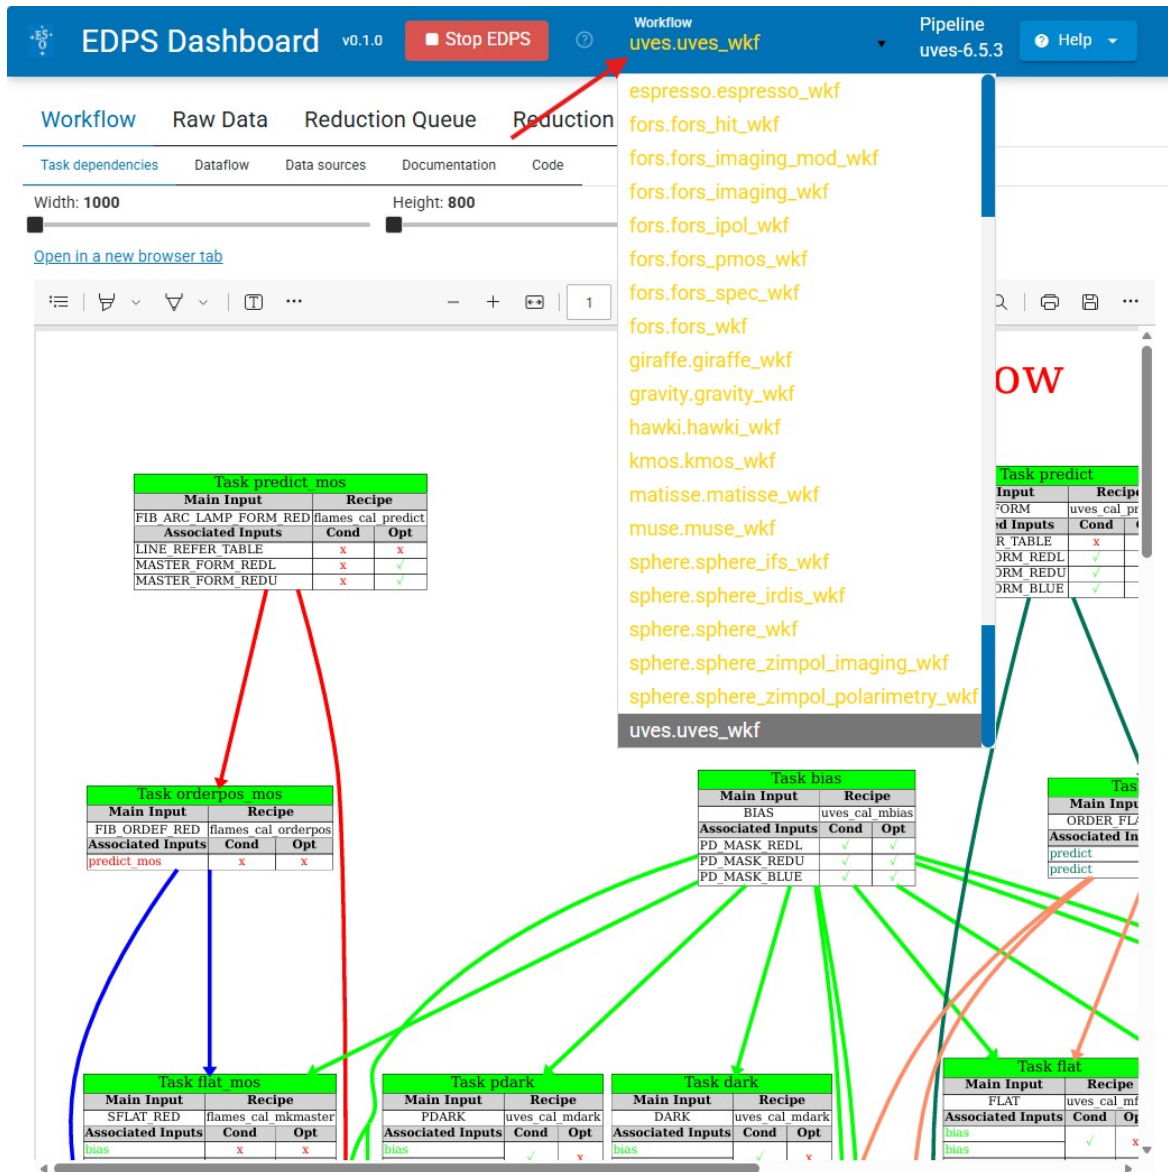 EDPS Dashboard v0.1.0 Stop EDPS Workflow uves.uves_wkf Pipeline uves-6.5.3 Help
Workflow Raw Data Reduction Queue Reduction
Task dependencies Dataflow Data sources Documentation Code
Width: 1000 Height: 800
Open in a new browser tab
1
espresso.espresso_wkf
fors.fors_hit_wkf
fors.fors_imaging_mod_wkf
fors.fors_imaging_wkf
fors.fors_ipol_wkf
fors.fors_pmos_wkf
fors.fors_spec_wkf
fors.fors_wkf
giraffe.giraffe_wkf
gravity.gravity_wkf
hawki.hawki_wkf
kmos.kmos_wkf
matisse.matisse_wkf
muse.muse_wkf
sphere.sphere_ifs_wkf
sphere.sphere_irdis_wkf
sphere.sphere_wkf
sphere.sphere_zimpol_imaging_wkf
sphere.sphere_zimpol_polarimetry_wkf
uves.uves_wkf
ow
Task predict_mos
Main Input Recipe
FIB_ARC_LAMP_FORM_RED flames_cal_predict
Associated Inputs Cond Opt
LINE_REFER_TABLE x x
MASTER_FORM_REDL x √
MASTER_FORM_REDU x √
Task predict
Input Recipe
FORM uves_cal_pr
ed Inputs Cond
R_TABLE x
ORM_REDL √
ORM_REDU √
ORM_BLUE √
Task orderpos_mos
Main Input Recipe
FIB_ORDEF_RED flames_cal_orderpos
Associated Inputs Cond Opt
predict_mos x x
Task bias
Main Input Recipe
BIAS uves_cal_mbias
Associated Inputs Cond Opt
PD_MASK_REDL √ √
PD_MASK_REDU √ √
PD_MASK_BLUE √ √
Tas
Main Inpu
ORDER_FLA
Associated In
predict
predict
Task flat_mos
Main Input Recipe
SFLAT_RED flames_cal_mkmaster
Associated Inputs Cond Opt
bias x x
Task pdark
Main Input Recipe
PDARK uves_cal_mdark
Associated Inputs Cond Opt
bias √ x
Task dark
Main Input Recipe
DARK uves_cal_mdark
Associated Inputs Cond Opt
bias √ x
Task flat
Main Input Recipe
FLAT uves_cal_mf
Associated Inputs Cond Op
bias √ x